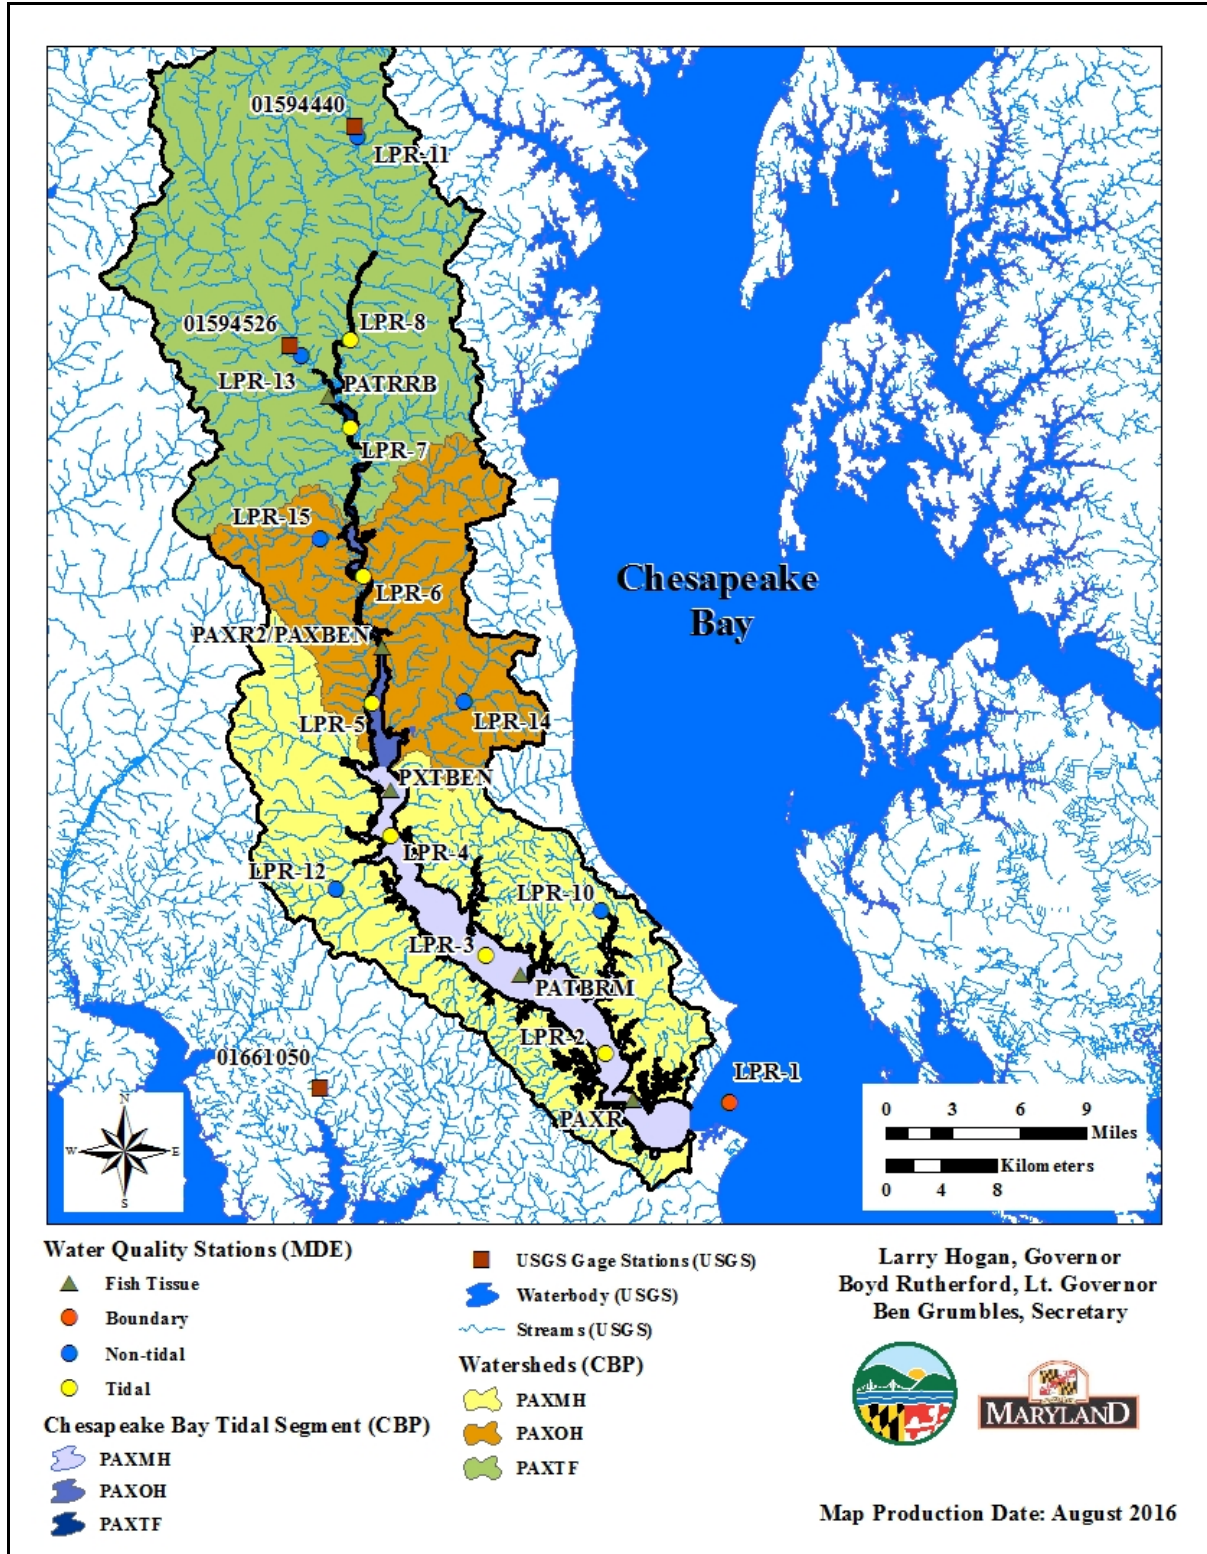 01594440
LPR-11
01594526
LPR-8
LPR-13
PATRRB
LPR-7
LPR-15
LPR-6
PAXR2/PAXBEN
LPR-5
LPR-14
PXTBEN
LPR-4
LPR-12
LPR-10
LPR-3
PATBRM
LPR-2
01661050
LPR-1
PAXR
Chesapeake
Bay
N
W
E
S
0 3 6 9
Miles
Kilometers
0 4 8
Water Quality Stations (MDE)
Fish Tissue
Boundary
Non-tidal
Tidal
Chesapeake Bay Tidal Segment (CBP)
PAXMH
PAXOH
PAXTF
USGS Gage Stations (USGS)
Waterbody (USGS)
Streams (USGS)
Watersheds (CBP)
PAXMH
PAXOH
PAXTF
Larry Hogan, Governor
Boyd Rutherford, Lt. Governor
Ben Grumbles, Secretary
MARYLAND
Map Production Date: August 2016